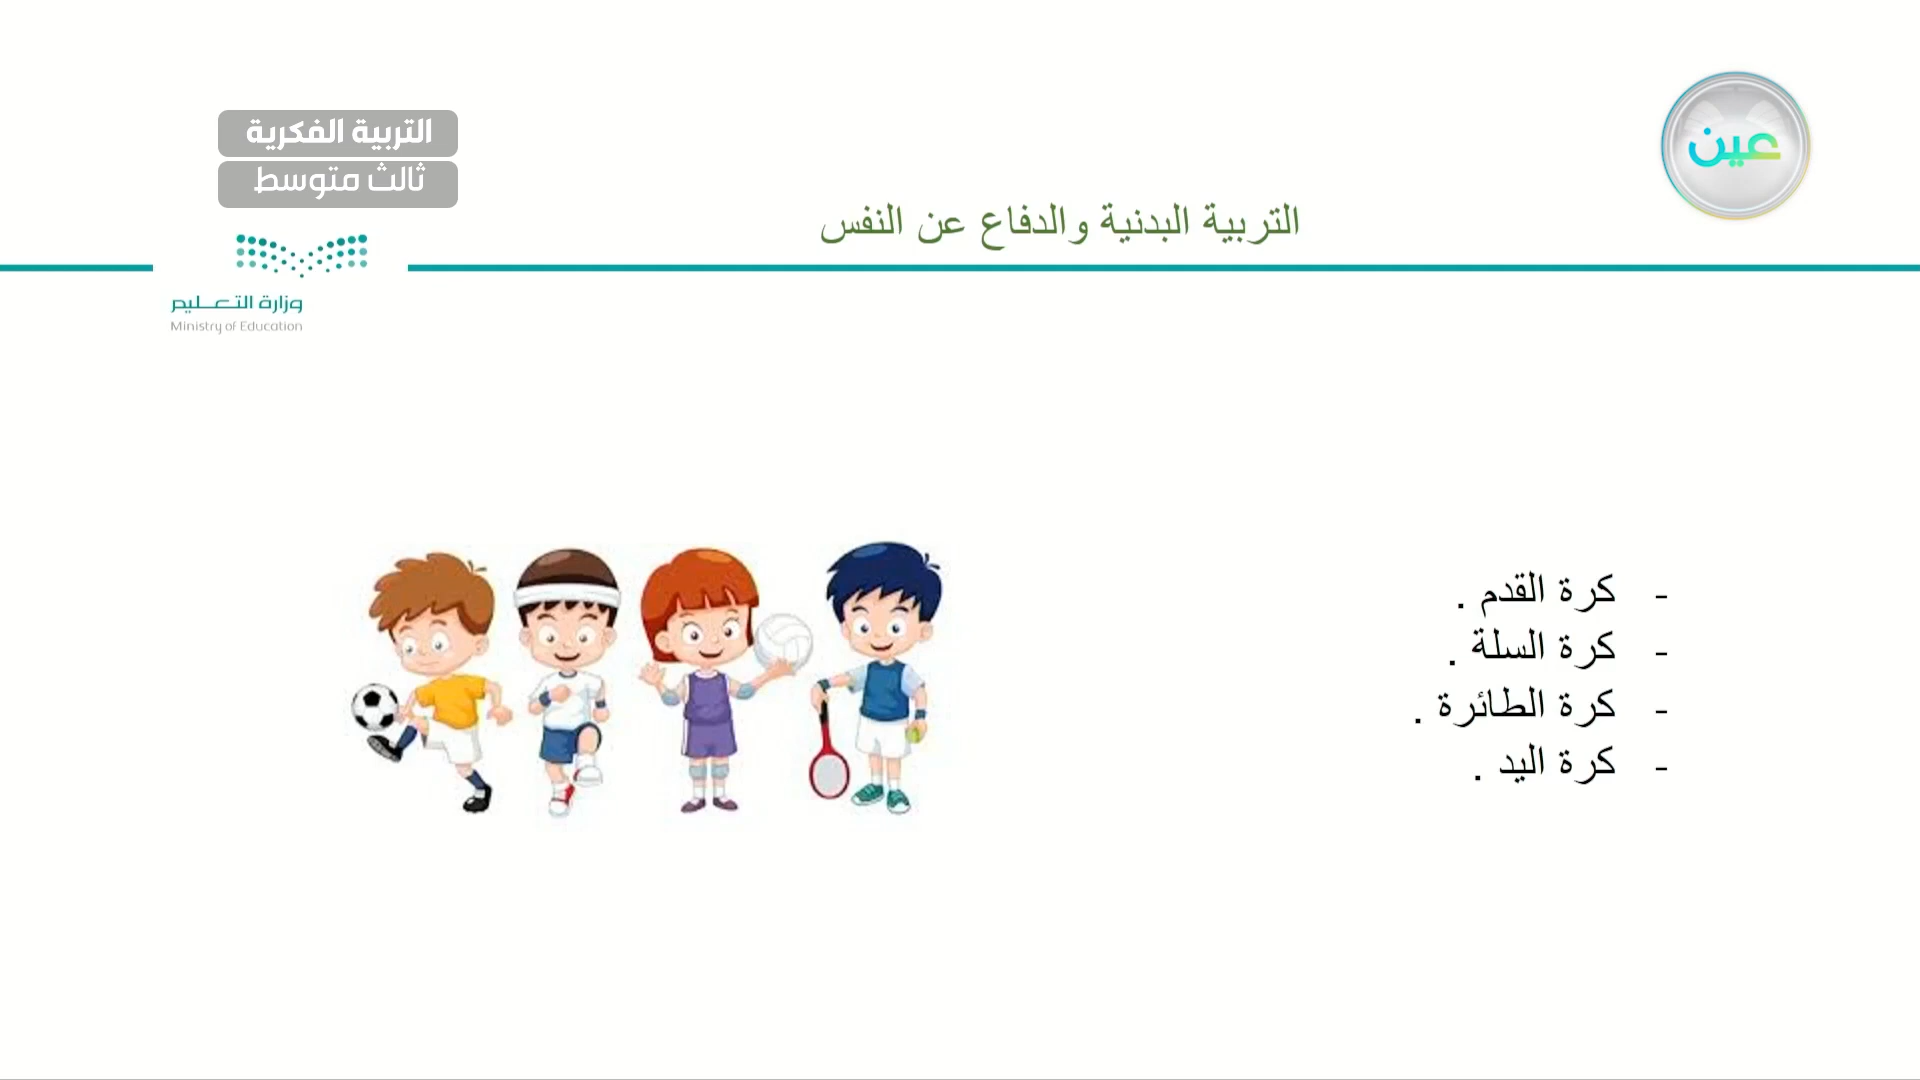 التربية الفكرية
ثالث متوسط
عين
التربية البدنية والدفاع عن النفس
وزارة التعليم
Ministry of Education
- كرة القدم .
- كرة السلة .
- كرة الطائرة .
- كرة اليد .